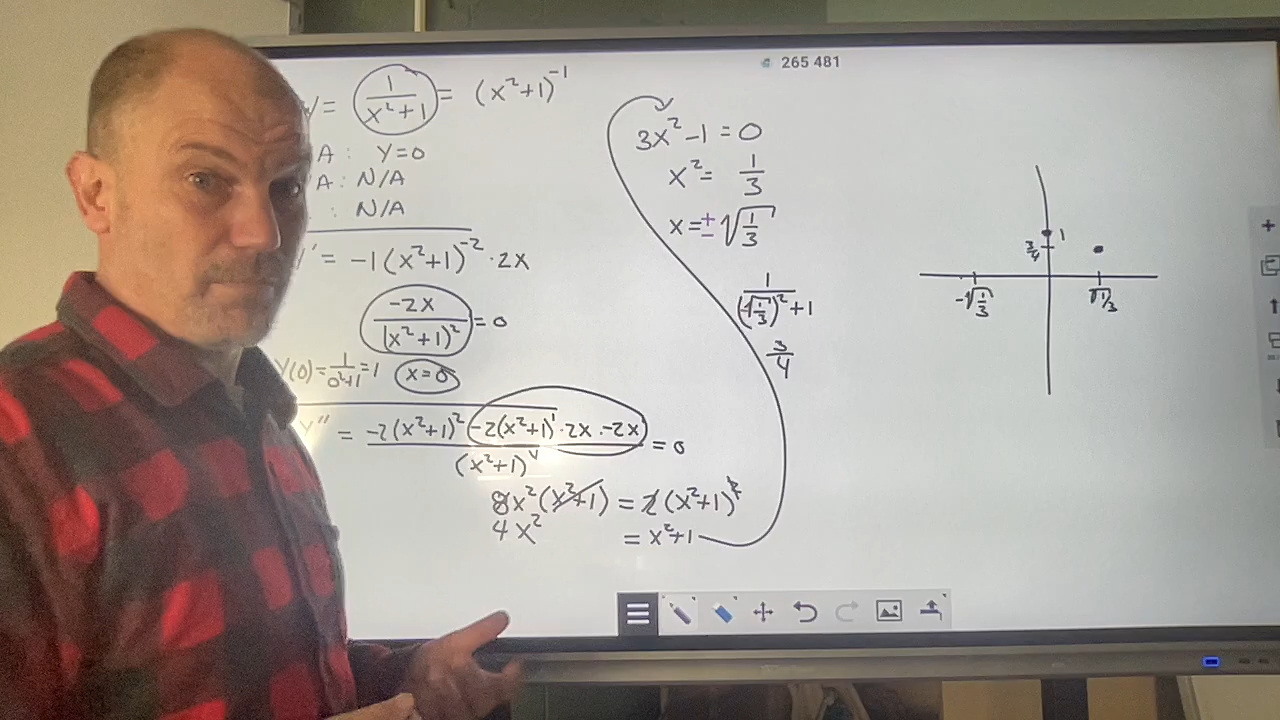 265 481
Y = 1/(x²+1) = (x²+1)⁻¹
A : Y=0
A : N/A
: N/A
Y' = -1(x²+1)⁻² · 2x
-2x/(x²+1)² = 0
Y(0) = 1/(0²+1) = 1 x=0
Y'' = -2(x²+1)² -2(x²+1)¹ · 2x · -2x / (x²+1)⁴ = 0
8x²(x²+1) = 2(x²+1)²
4x² = x²+1
3x²-1=0
x² = 1/3
x = ±√(1/3)
1/((-√(1/3))²+1)
3/4
1
3/4
-√(1/3) √(1/3)